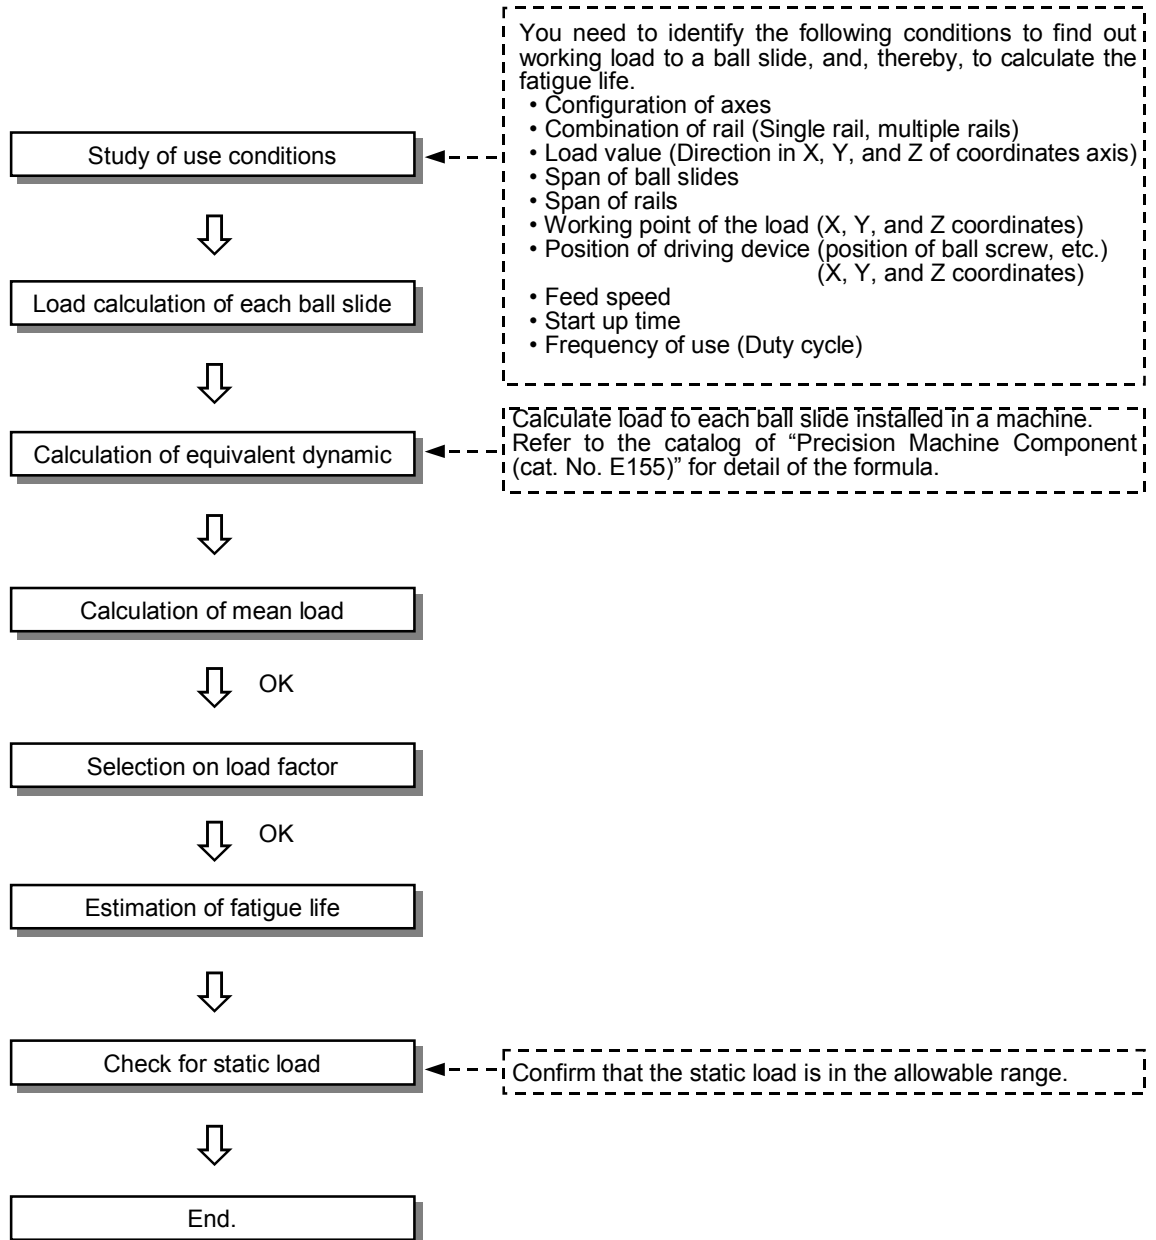 You need to identify the following conditions to find out
working load to a ball slide, and, thereby, to calculate the
fatigue life.
• Configuration of axes
• Combination of rail (Single rail, multiple rails)
• Load value (Direction in X, Y, and Z of coordinates axis)
• Span of ball slides
• Span of rails
• Working point of the load (X, Y, and Z coordinates)
• Position of driving device (position of ball screw, etc.)
(X, Y, and Z coordinates)
• Feed speed
• Start up time
• Frequency of use (Duty cycle)
Study of use conditions
Load calculation of each ball slide
Calculation of equivalent dynamic
Calculate load to each ball slide installed in a machine.
Refer to the catalog of “Precision Machine Component
(cat. No. E155)” for detail of the formula.
Calculation of mean load
OK
Selection on load factor
OK
Estimation of fatigue life
Check for static load
Confirm that the static load is in the allowable range.
End.